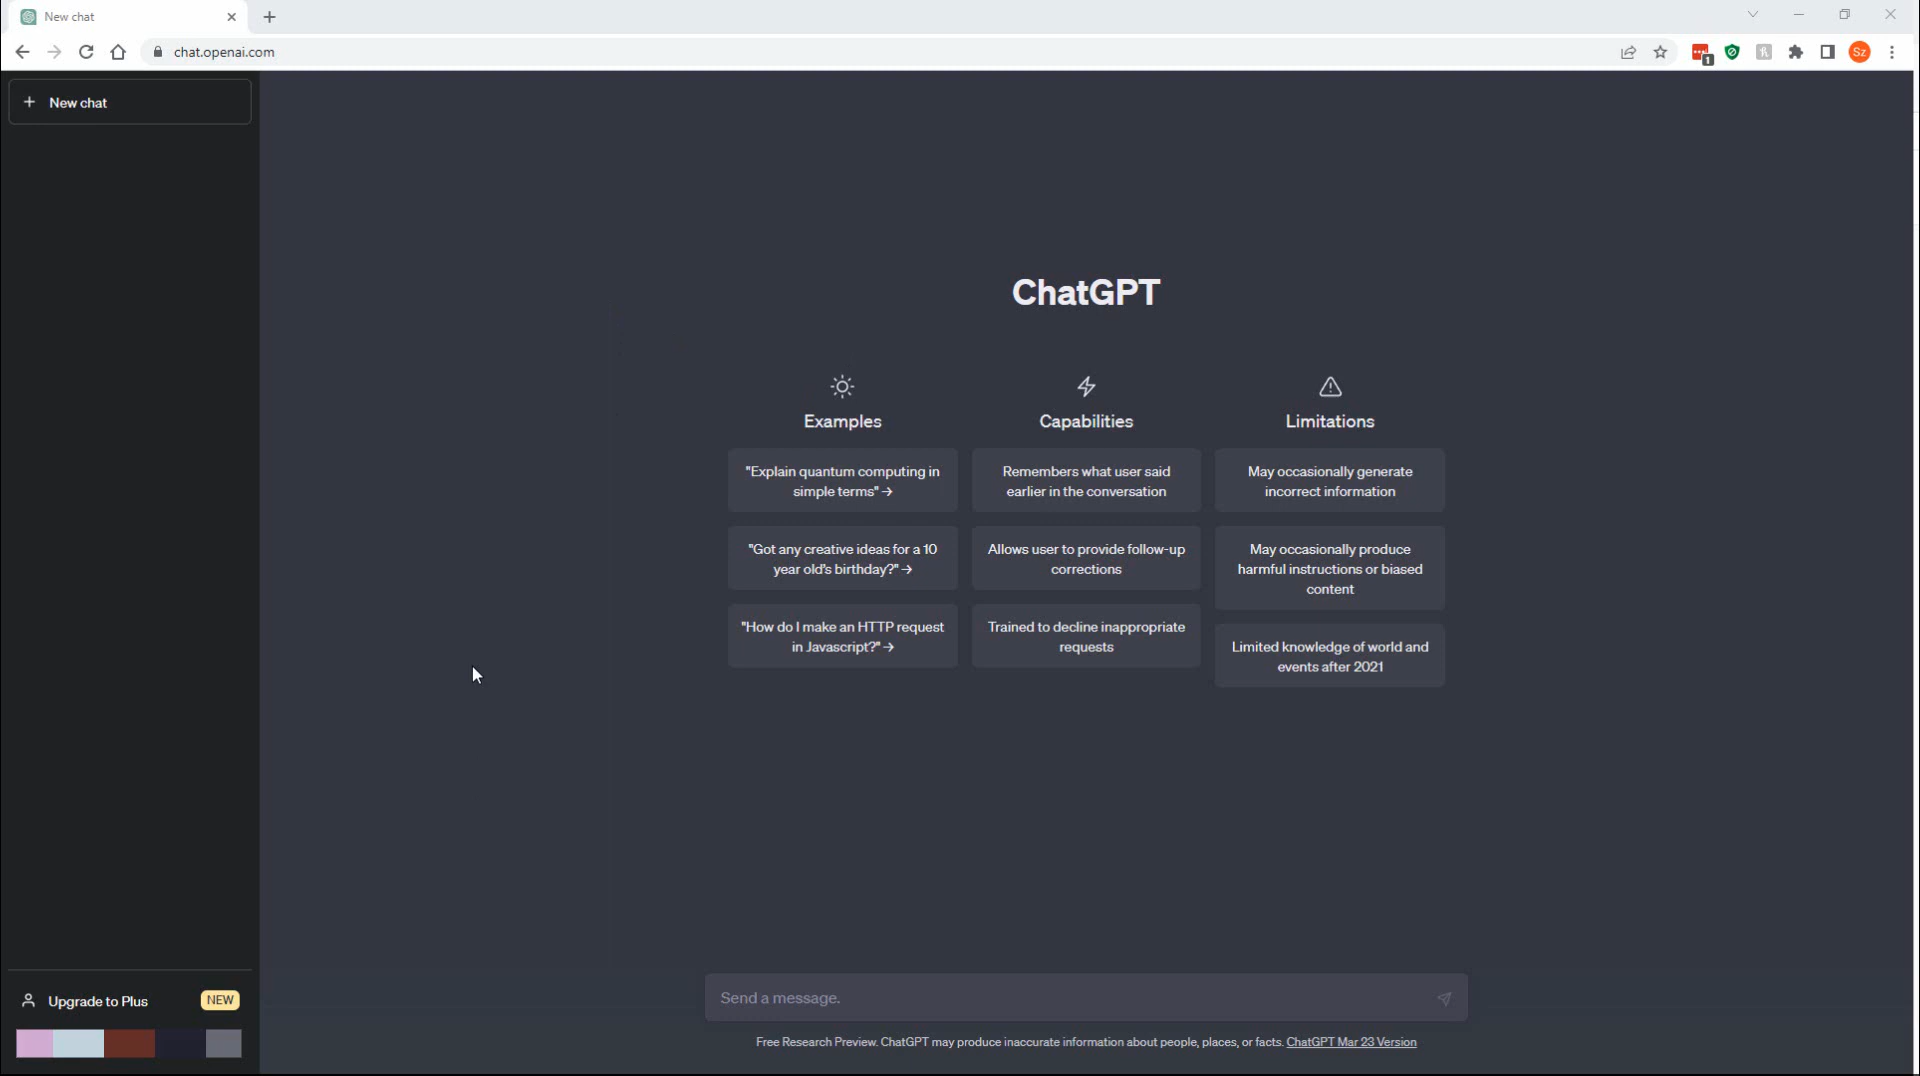 New chat
chat.openai.com
1
Sz
New chat
ChatGPT
Examples
Capabilities
Limitations
"Explain quantum computing in
simple terms" →
Remembers what user said
earlier in the conversation
May occasionally generate
incorrect information
"Got any creative ideas for a 10
year old's birthday?" →
Allows user to provide follow-up
corrections
May occasionally produce
harmful instructions or biased
content
"How do I make an HTTP request
in Javascript?" →
Trained to decline inappropriate
requests
Limited knowledge of world and
events after 2021
Upgrade to Plus
NEW
Send a message.
Free Research Preview. ChatGPT may produce inaccurate information about people, places, or facts. ChatGPT Mar 23 Version